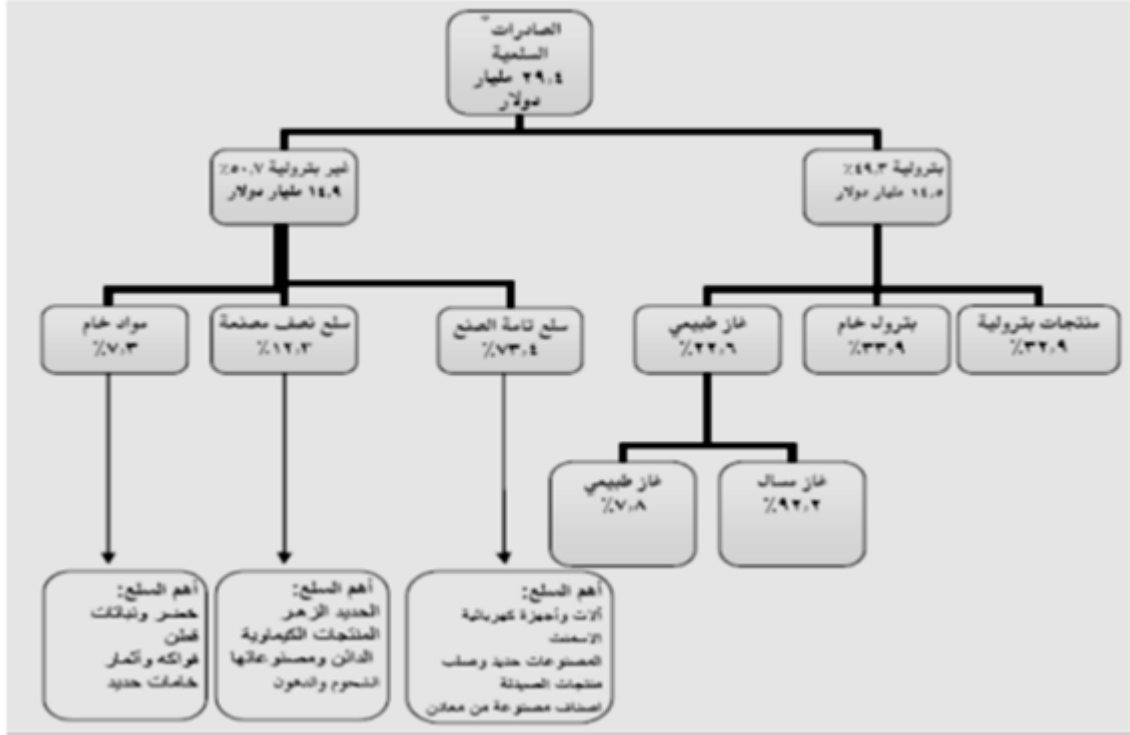 الصادرات
السلعية
٢٩,٤ مليار
دولار
بترولية ٤٩,٣٪
١٤,٥ مليار دولار
غير بترولية ٥٠,٧٪
١٤,٩ مليار دولار
منتجات بترولية
٣٢,٩٪
بترول خام
٣٣,٩٪
غاز طبيعي
٢٢,٦٪
سلع تامة الصنع
٧٣,٤٪
سلع نصف مصنعة
١٢,٢٪
مواد خام
٧,٣٪
غاز مسال
٩٢,٢٪
غاز طبيعي
٧,٨٪
أهم السلع:
آلات وأجهزة كهربائية
الاسمنت
المصنوعات حديد وصلب
منتجات الصيدلة
اصناف مصنوعة من معادن
أهم السلع:
الحديد الزهر
المنتجات الكيماوية
الدائن ومصنوعاتها
الشحوم والدهون
أهم السلع:
خضر ونباتات
قطن
فواكه وأثمار
خامات حديد